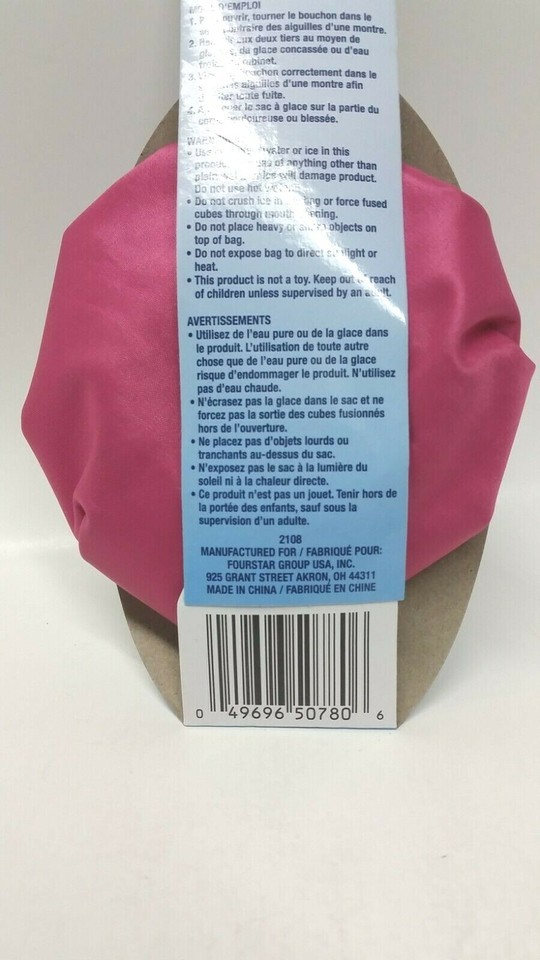 D'EMPLOI
1. ouvrir, tourner le bouchon dans le
contraire des aiguilles d'une montre.
2. aux deux tiers au moyen de
du glace concassée ou d'eau
robinet.
3. bouchon correctement dans le
aiguilles d'une montre afin
toute fuite.
4. le sac à glace sur la partie du
douloureuse ou blessée.
• water or ice in this
of anything other than
will damage product.
Do not use hot
• Do not crush ice bag or force fused
cubes through mouth opening.
• Do not place heavy or sharp objects on
top of bag.
• Do not expose bag to direct sunlight or
heat.
• This product is not a toy. Keep out of reach
of children unless supervised by an adult.
AVERTISSEMENTS
• Utilisez de l'eau pure ou de la glace dans
le produit. L'utilisation de toute autre
chose que de l'eau pure ou de la glace
risque d'endommager le produit. N'utilisez
pas d'eau chaude.
• N'écrasez pas la glace dans le sac et ne
forcez pas la sortie des cubes fusionnés
hors de l'ouverture.
• Ne placez pas d'objets lourds ou
tranchants au-dessus du sac.
• N'exposez pas le sac à la lumière du
soleil ni à la chaleur directe.
• Ce produit n'est pas un jouet. Tenir hors de
la portée des enfants, sauf sous la
supervision d'un adulte.
2108
MANUFACTURED FOR / FABRIQUÉ POUR:
FOURSTAR GROUP USA, INC.
925 GRANT STREET AKRON, OH 44311
MADE IN CHINA / FABRIQUÉ EN CHINE
0 49696 50780 6